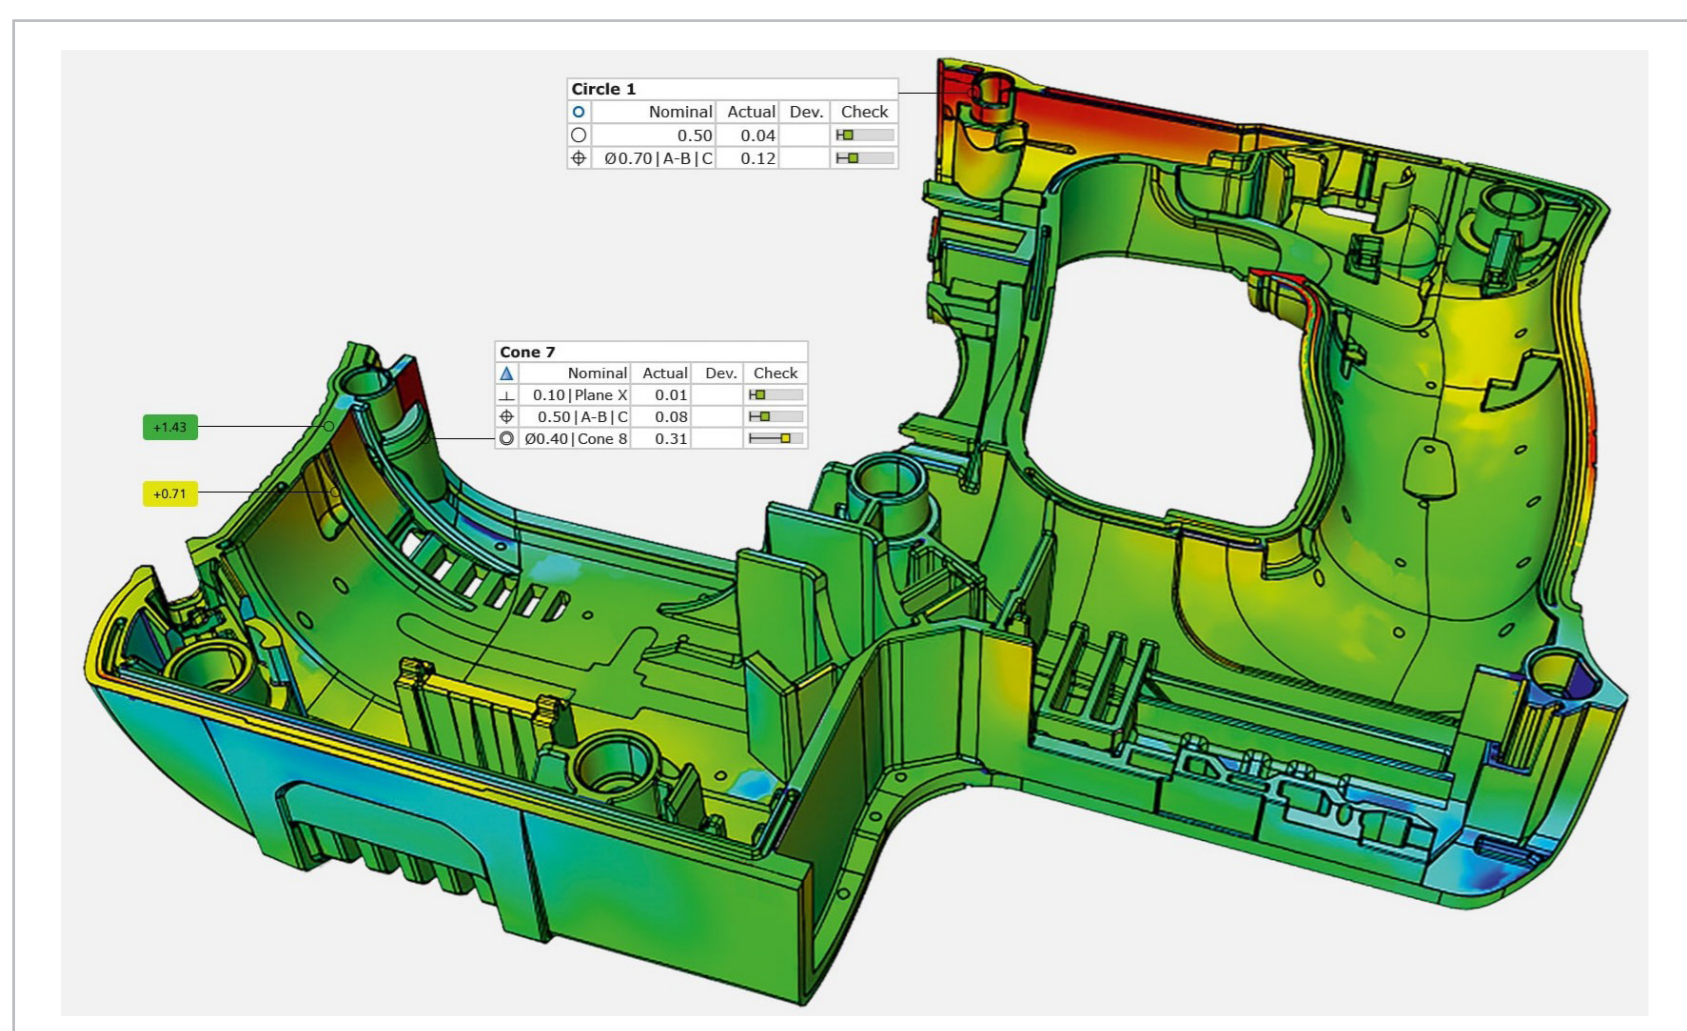 Circle 1
Nominal Actual Dev. Check
0.50 0.04
Ø0.70|A-B|C 0.12
Cone 7
Nominal Actual Dev. Check
0.10|Plane X 0.01
0.50|A-B|C 0.08
Ø0.40|Cone 8 0.31
+1.43
+0.71